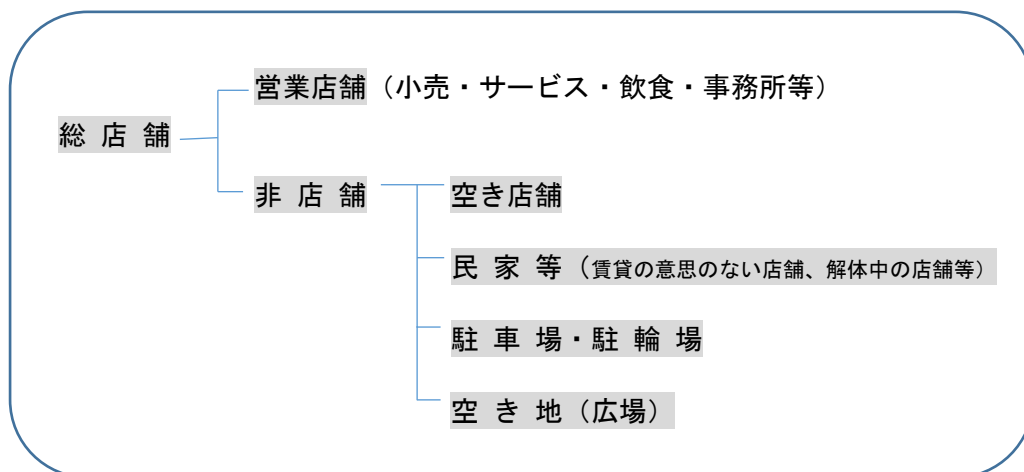 営業店舗（小売・サービス・飲食・事務所等）
総 店 舗
非 店 舗 空き店舗
民 家 等（賃貸の意思のない店舗、解体中の店舗等）
駐 車 場・駐 輪 場
空 き 地（広場）